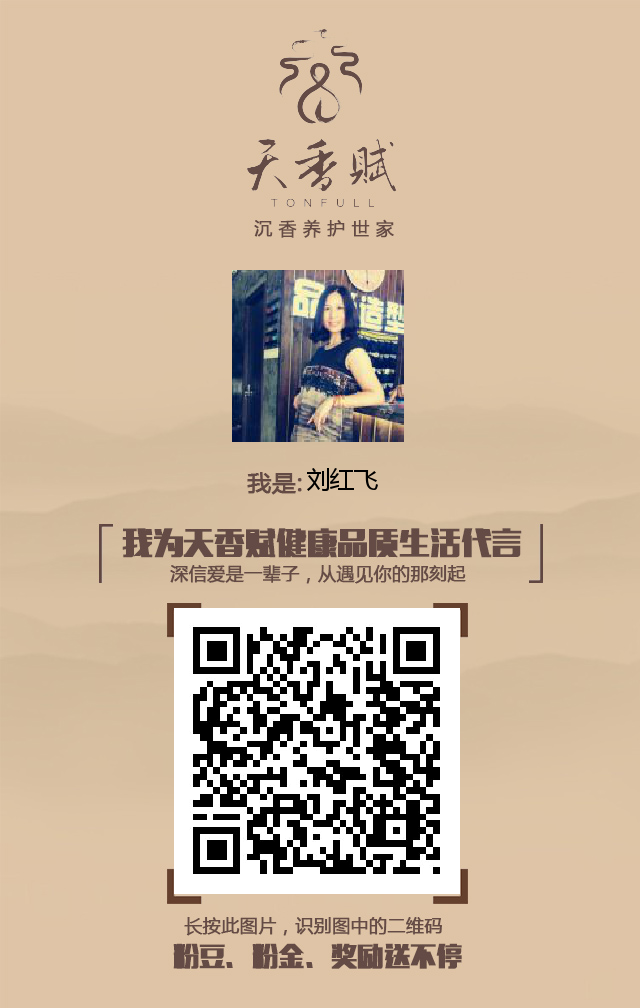 天香赋
TONFULL
沉香养护世家
造型
我是:刘红飞
我为天香赋健康品质生活代言
深信爱是一辈子，从遇见你的那刻起
长按此图片，识别图中的二维码
粉豆、粉金、奖励送不停